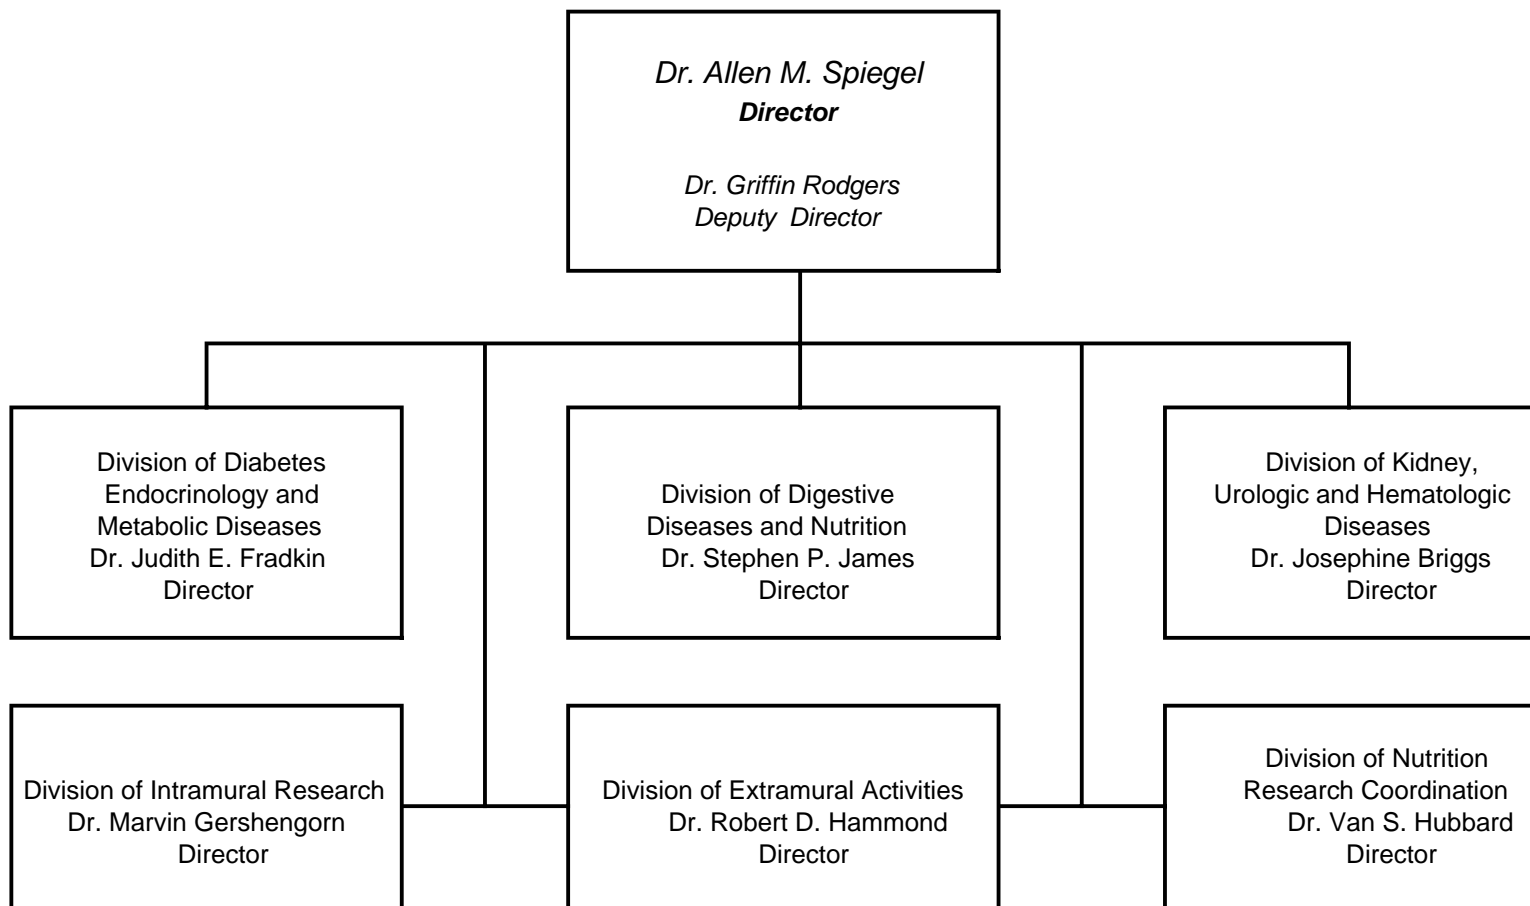 Dr. Allen M. Spiegel
Director
Dr. Griffin Rodgers
Deputy Director
Division of Diabetes
Endocrinology and
Metabolic Diseases
Dr. Judith E. Fradkin
Director
Division of Digestive
Diseases and Nutrition
Dr. Stephen P. James
Director
Division of Kidney,
Urologic and Hematologic
Diseases
Dr. Josephine Briggs
Director
Division of Intramural Research
Dr. Marvin Gershengorn
Director
Division of Extramural Activities
Dr. Robert D. Hammond
Director
Division of Nutrition
Research Coordination
Dr. Van S. Hubbard
Director